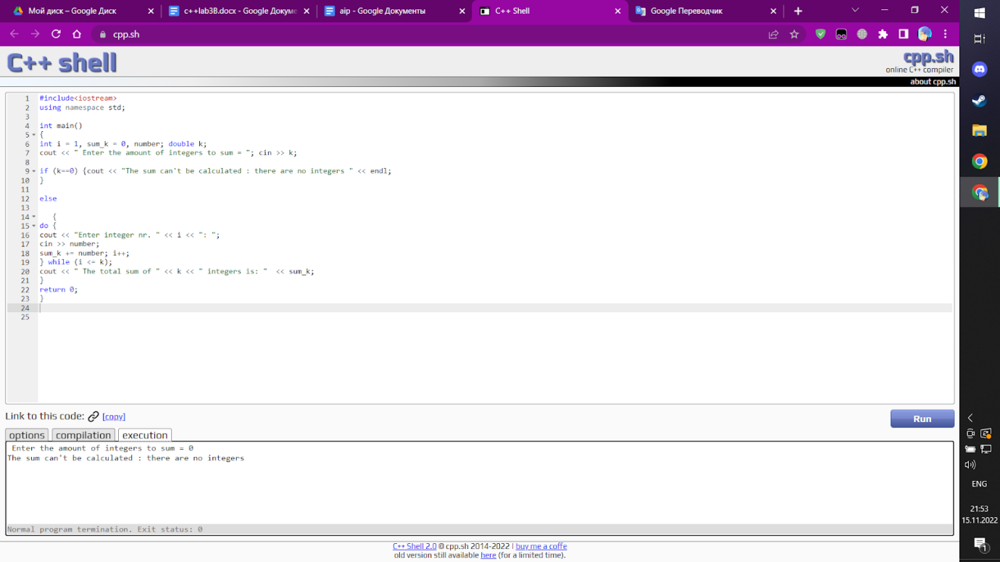 Мой диск – Google Диск
c++lab3B.docx - Google Докуме
aip - Google Документы
C++ Shell
Google Переводчик
cpp.sh
C++ shell
cpp.sh
online C++ compiler
about cpp.sh
1 #include<iostream>
2 using namespace std;
3
4 int main()
5 {
6 int i = 1, sum_k = 0, number; double k;
7 cout << " Enter the amount of integers to sum = "; cin >> k;
8
9 if (k==0) {cout << "The sum can't be calculated : there are no integers " << endl;
10 }
11
12 else
13
14 {
15 do {
16 cout << "Enter integer nr. " << i << ": ";
17 cin >> number;
18 sum_k += number; i++;
19 } while (i <= k);
20 cout << " The total sum of " << k << " integers is: "  << sum_k;
21 }
22 return 0;
23 }
24
25
Link to this code: [copy]
Run
options compilation execution
Enter the amount of integers to sum = 0
The sum can't be calculated : there are no integers
Normal program termination. Exit status: 0
C++ Shell 2.0 © cpp.sh 2014-2022 | buy me a coffe
old version still available here (for a limited time).
ENG
21:53
15.11.2022
1